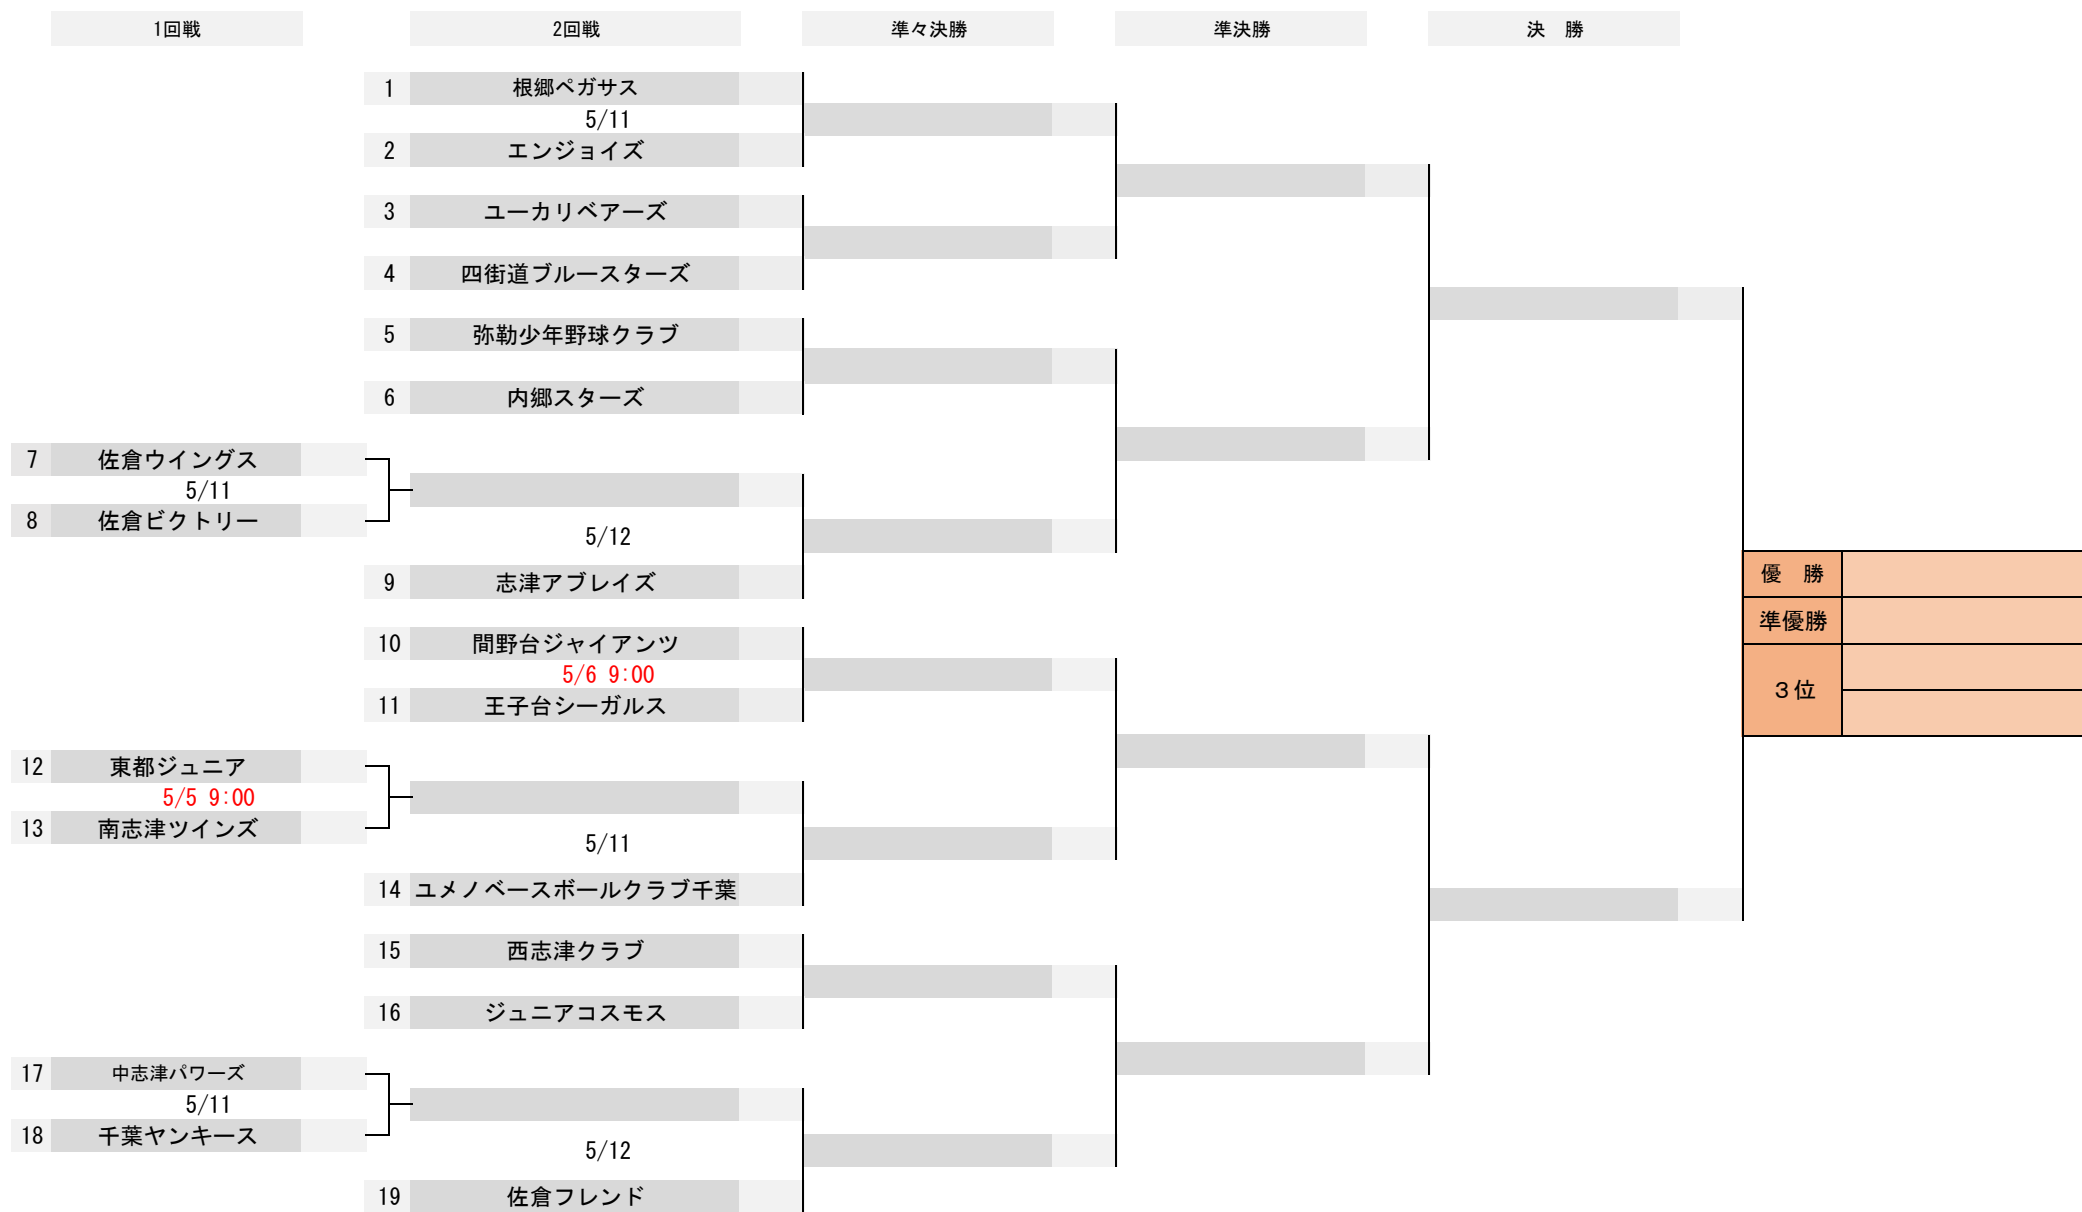 1回戦 2回戦 準々決勝 準決勝 決　勝
1 根郷ペガサス
5/11
2 エンジョイズ
3 ユーカリベアーズ
4 四街道ブルースターズ
5 弥勒少年野球クラブ
6 内郷スターズ
7 佐倉ウイングス
5/11
8 佐倉ビクトリー
5/12
9 志津アブレイズ
10 間野台ジャイアンツ
5/6 9:00
11 王子台シーガルス
12 東都ジュニア
5/5 9:00
13 南志津ツインズ
5/11
14 ユメノベースボールクラブ千葉
15 西志津クラブ
16 ジュニアコスモス
17 中志津パワーズ
5/11
18 千葉ヤンキース
5/12
19 佐倉フレンド
優　勝
準優勝
３位